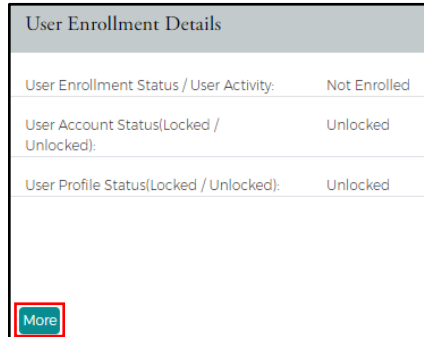 User Enrollment Details
User Enrollment Status / User Activity: Not Enrolled
User Account Status(Locked / Unlocked
Unlocked):
User Profile Status(Locked / Unlocked): Unlocked
More